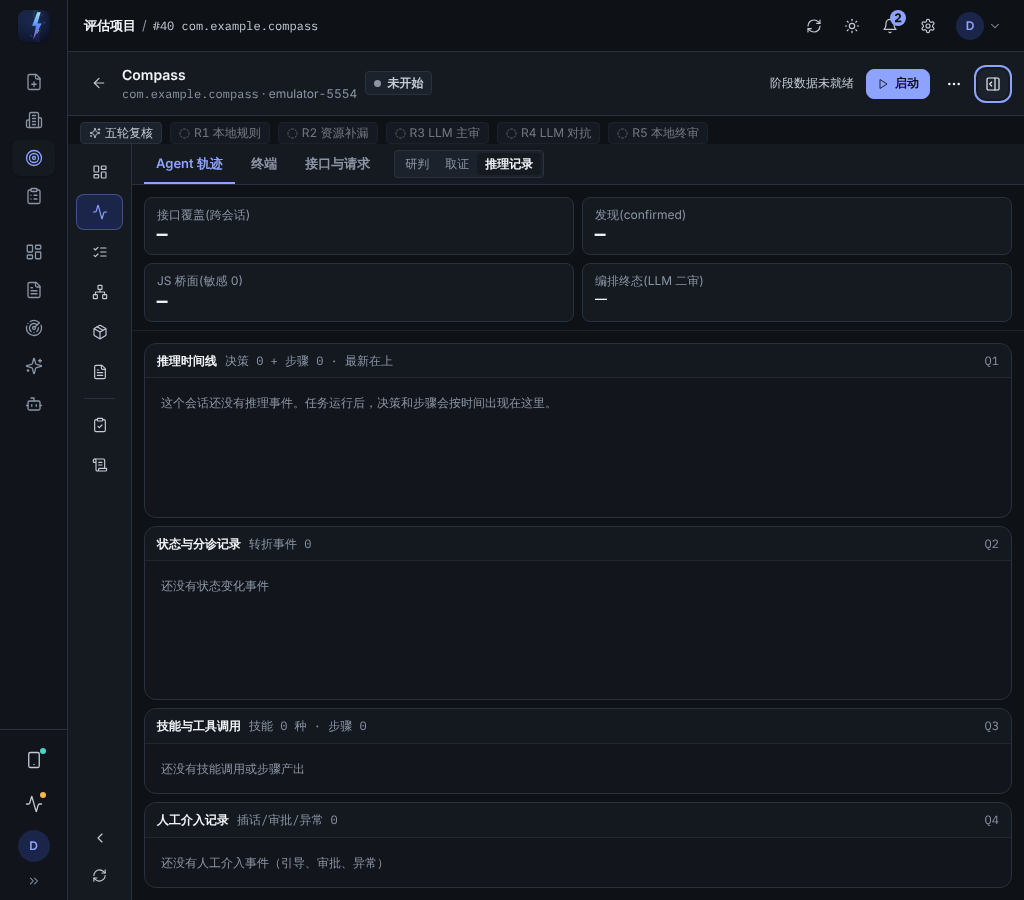 评估项目 / #40 com.example.compass
2
D
Compass
com.example.compass · emulator-5554
未开始
阶段数据未就绪
启动
五轮复核
R1 本地规则
R2 资源补漏
R3 LLM 主审
R4 LLM 对抗
R5 本地终审
Agent 轨迹
终端
接口与请求
研判
取证
推理记录
接口覆盖(跨会话)
—
发现(confirmed)
—
JS 桥面(敏感 0)
—
编排终态(LLM 二审)
—
推理时间线 决策 0 + 步骤 0 · 最新在上 Q1
这个会话还没有推理事件。任务运行后，决策和步骤会按时间出现在这里。
状态与分诊记录 转折事件 0 Q2
还没有状态变化事件
技能与工具调用 技能 0 种 · 步骤 0 Q3
还没有技能调用或步骤产出
人工介入记录 插话/审批/异常 0 Q4
还没有人工介入事件（引导、审批、异常）
D